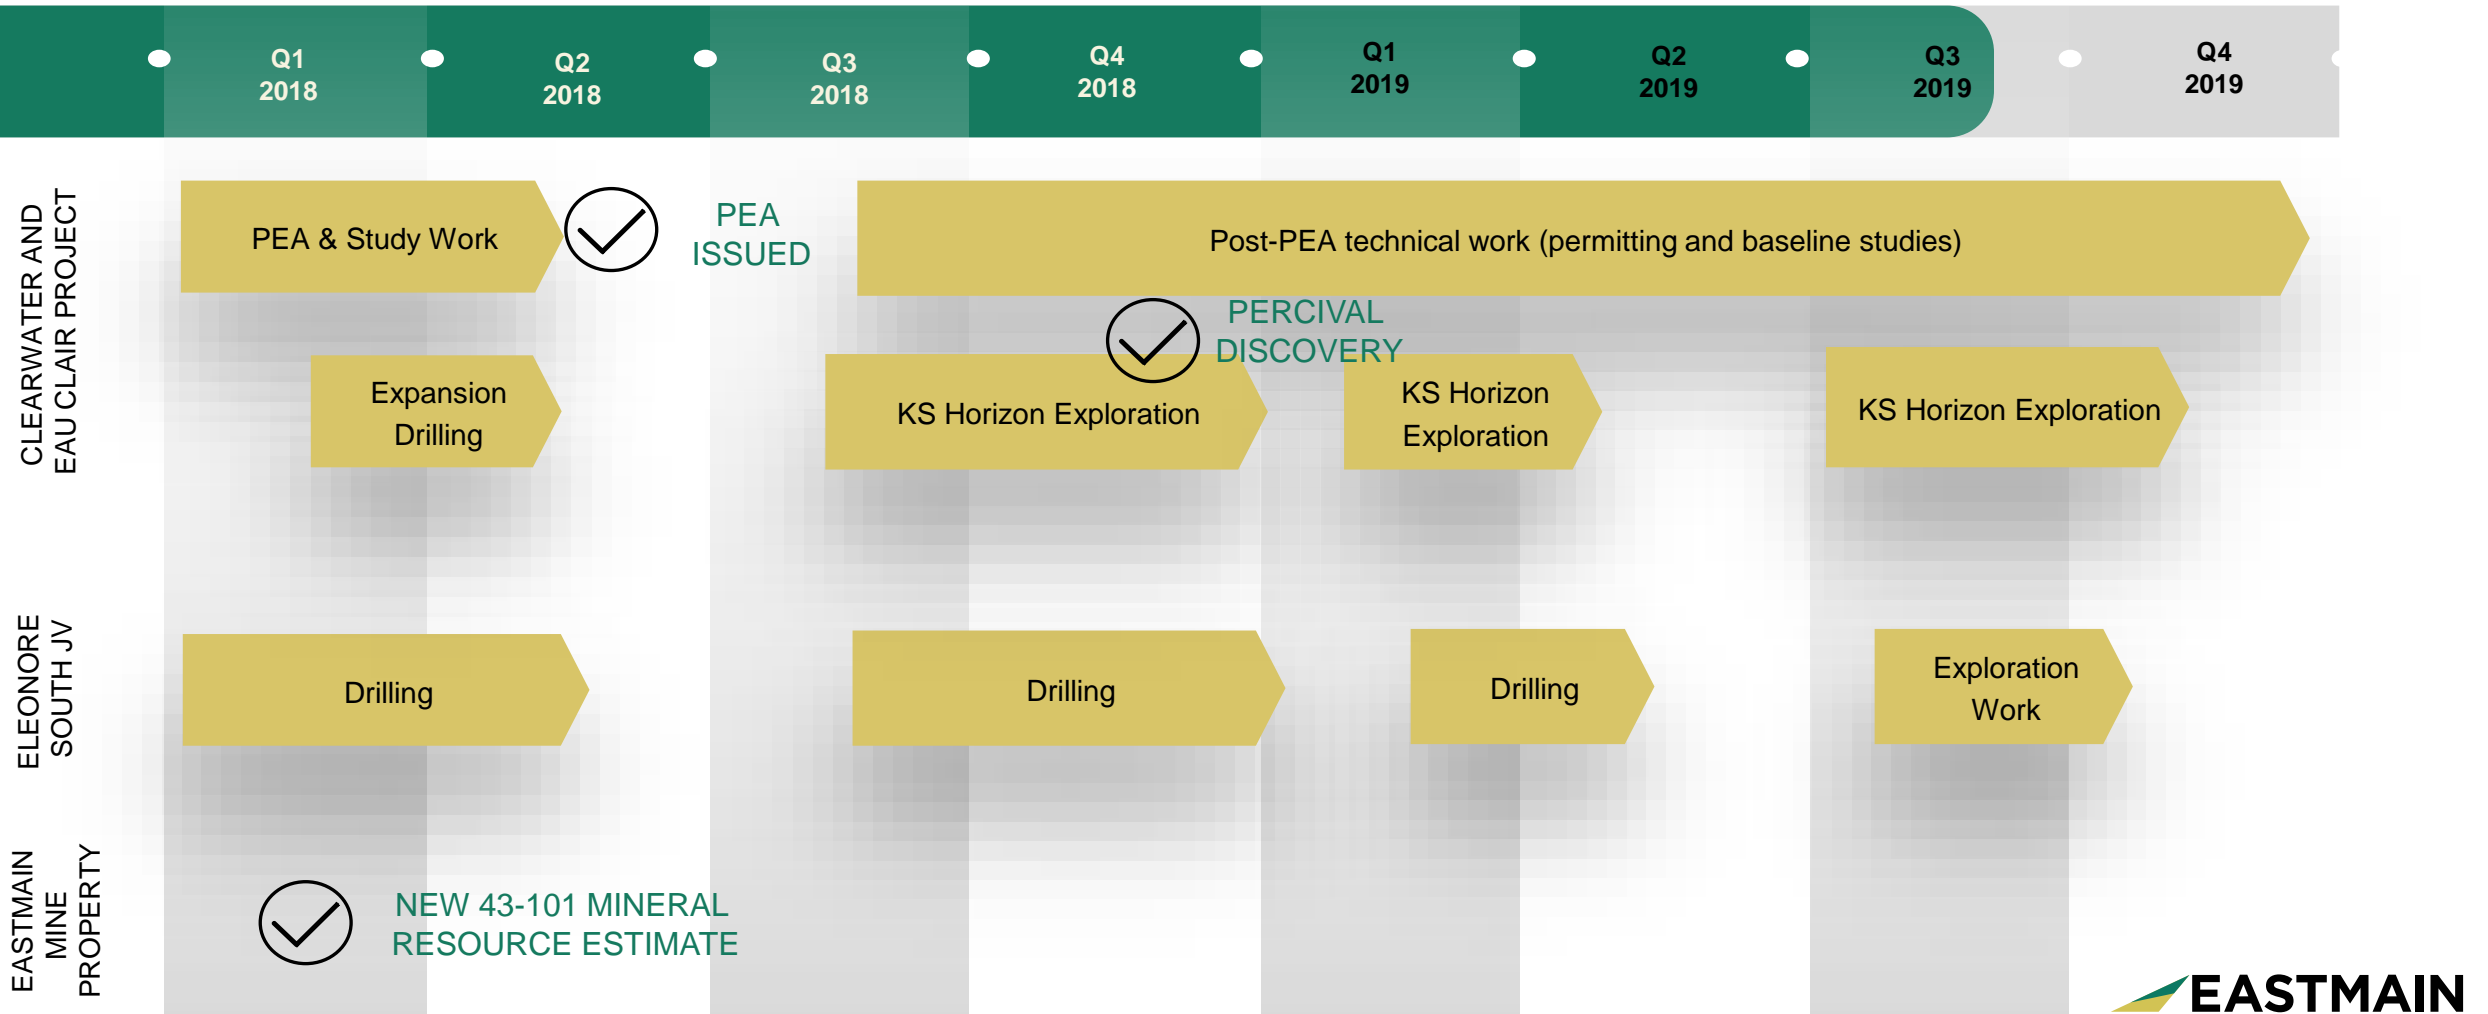 Q1
2018
Q2
2018
Q3
2018
Q4
2018
Q1
2019
Q2
2019
Q3
2019
Q4
2019
CLEARWATER AND
EAU CLAIR PROJECT
PEA & Study Work
PEA
ISSUED
Post-PEA technical work (permitting and baseline studies)
PERCIVAL
DISCOVERY
Expansion
Drilling
KS Horizon Exploration
KS Horizon
Exploration
KS Horizon Exploration
ELEONORE
SOUTH JV
Drilling
Drilling
Drilling
Exploration
Work
EASTMAIN
MINE
PROPERTY
NEW 43-101 MINERAL
RESOURCE ESTIMATE
EASTMAIN